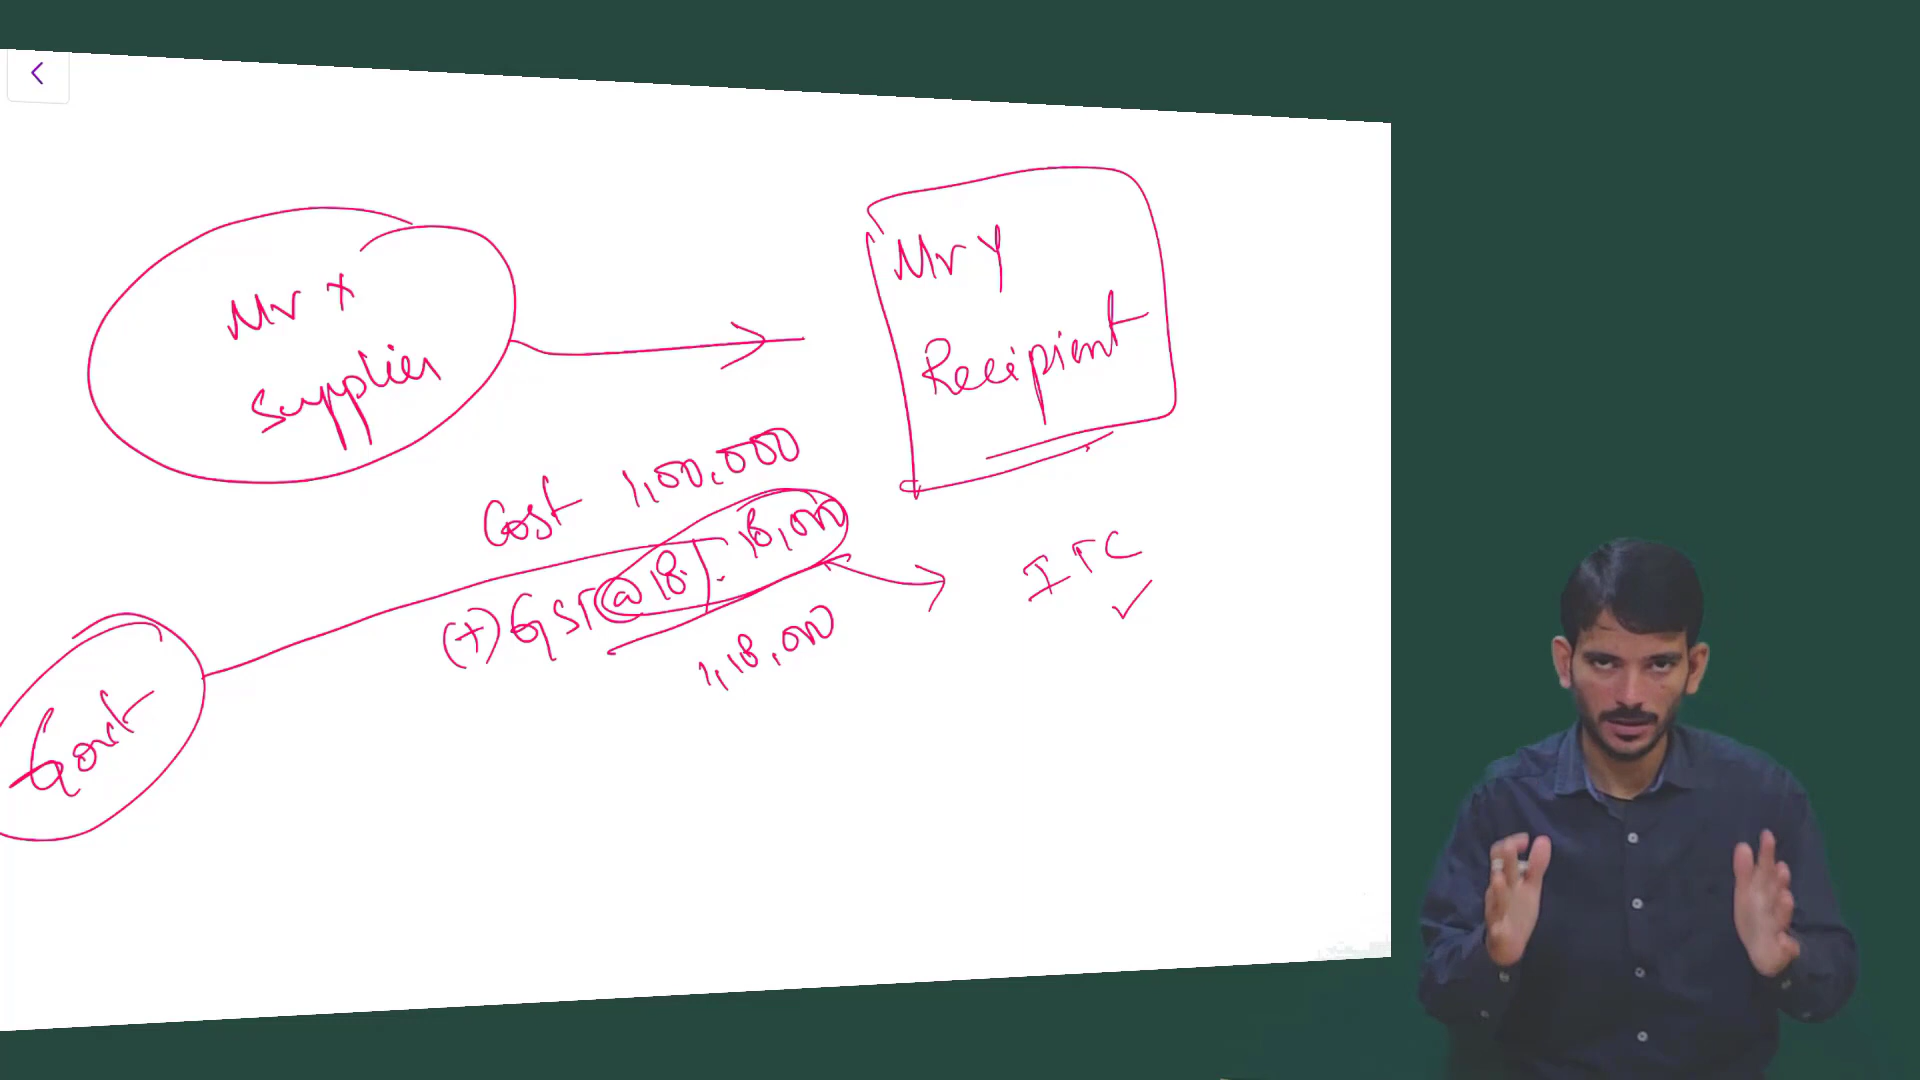 Mr X
Supplier
Mr Y
Recipient
Cost 1,00,000
(+) GST @ 18% 18,000
1,18,000
ITC
Govt